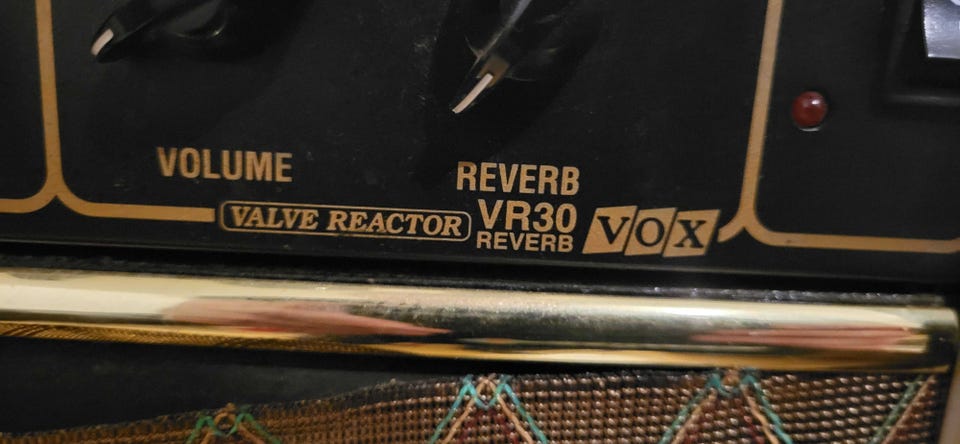 VOLUME
REVERB
VALVE REACTOR
VR30
REVERB
VOX